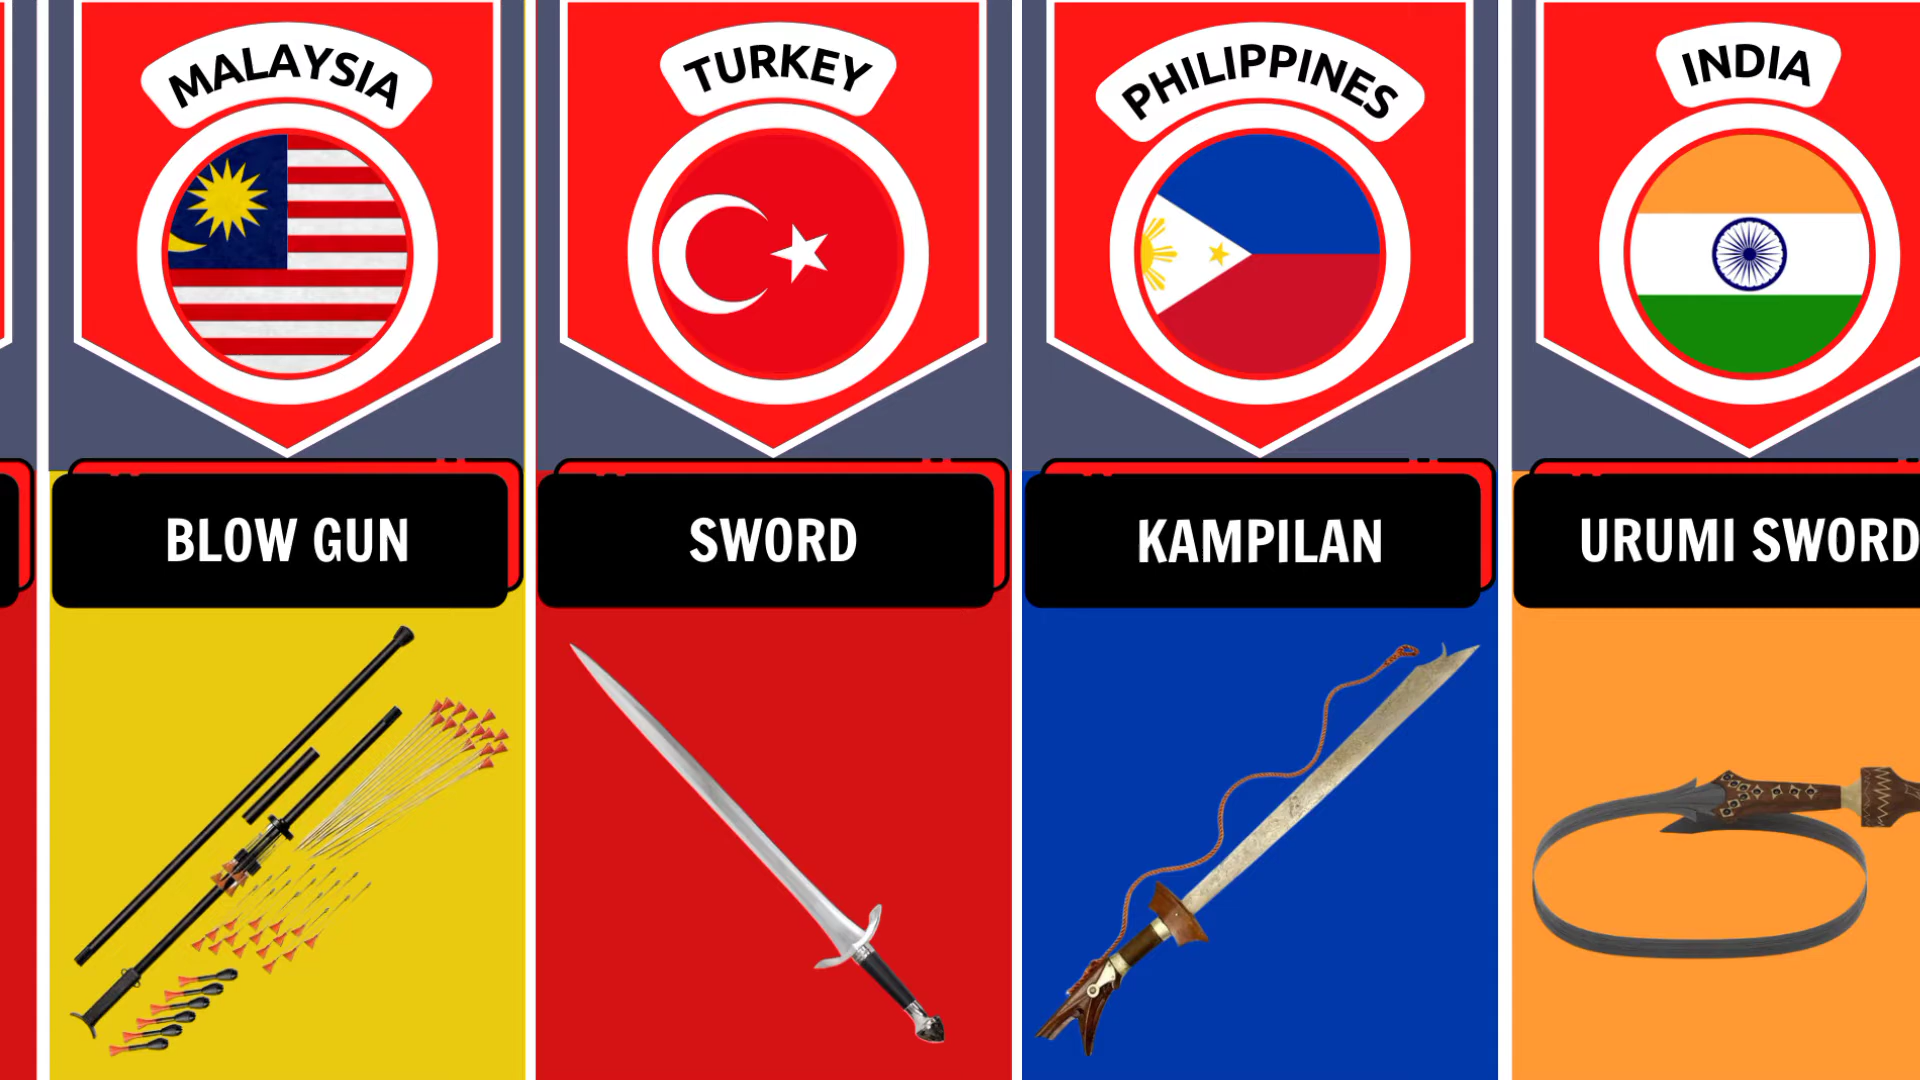 MALAYSIA
BLOW GUN
TURKEY
SWORD
PHILIPPINES
KAMPILAN
INDIA
URUMI SWORD